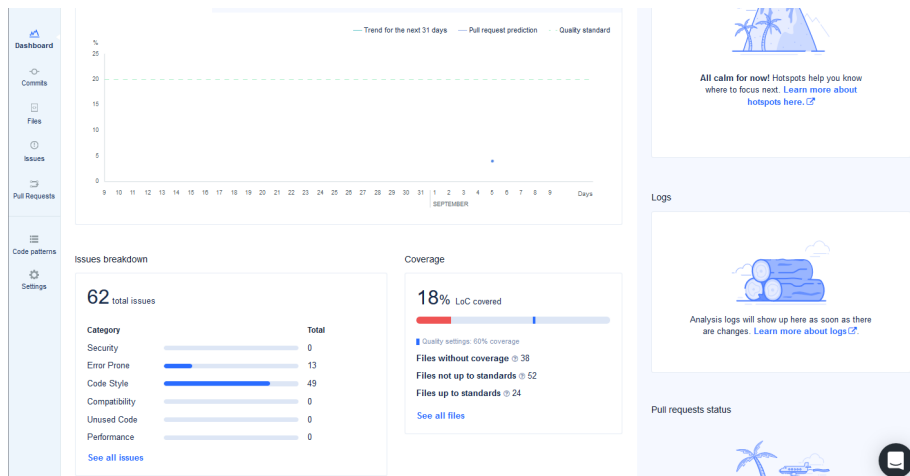 Dashboard
Commits
Files
Issues
Pull Requests
Code patterns
Settings
Trend for the next 31 days
Pull request prediction
Quality standard
%
25
20
15
10
5
0
9 10 11 12 13 14 15 16 17 18 19 20 21 22 23 24 25 26 27 28 29 30 31 1 2 3 4 5 6 7 8 9 Days
SEPTEMBER
Issues breakdown
62 total issues
Category Total
Security 0
Error Prone 13
Code Style 49
Compatibility 0
Unused Code 0
Performance 0
See all issues
Coverage
18% LoC covered
Quality settings: 60% coverage
Files without coverage 38
Files not up to standards 52
Files up to standards 24
See all files
All calm for now! Hotspots help you know
where to focus next. Learn more about
hotspots here.
Logs
Analysis logs will show up here as soon as there
are changes. Learn more about logs.
Pull requests status